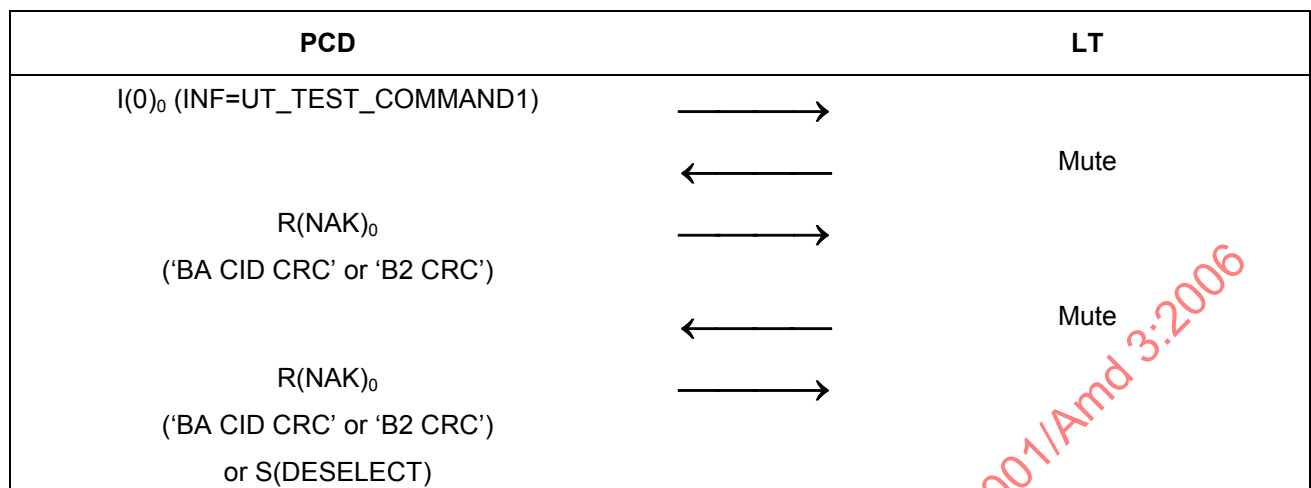 PCD LT
I(0)₀ (INF=UT_TEST_COMMAND1)
Mute
R(NAK)₀
(‘BA CID CRC’ or ‘B2 CRC’)
Mute
R(NAK)₀
(‘BA CID CRC’ or ‘B2 CRC’)
or S(DESELECT)
001/Amd 3:2006